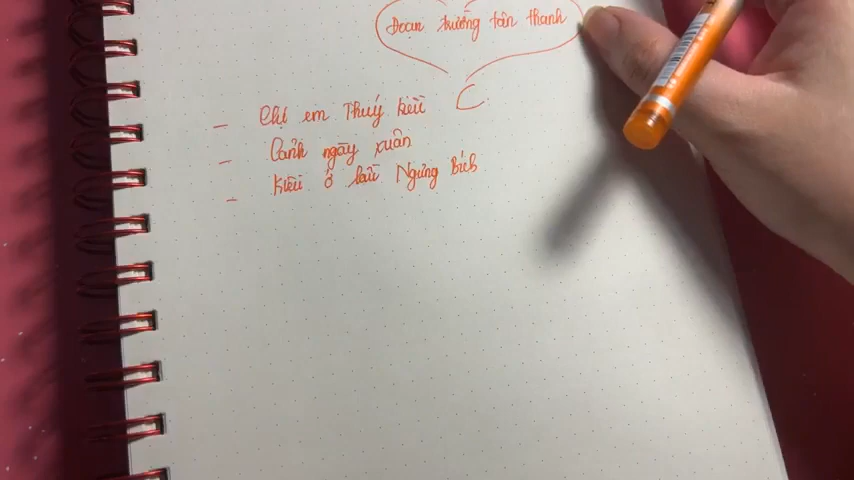 Đoạn trường tân thanh
- Chị em Thuý Kiều
- Cảnh ngày xuân
- Kiều ở lầu Ngưng Bích